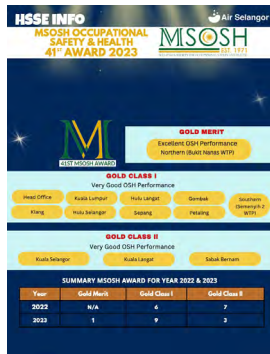 HSSE INFO
Air Selangor
MSOSH OCCUPATIONAL
SAFETY & HEALTH
41ST AWARD 2023
MSOSH
EST. 1971
41ST MSOSH AWARD
GOLD MERIT
Excellent OSH Performance
Northern (Bukit Nanas WTP)
GOLD CLASS I
Very Good OSH Performance
Head Office
Kuala Lumpur
Hulu Langat
Gombak
Southern
(Semenyih 2
WTP)
Klang
Hulu Selangor
Sepang
Petaling
GOLD CLASS II
Very Good OSH Performance
Kuala Selangor
Kuala Langat
Sabak Bernam
SUMMARY MSOSH AWARD FOR YEAR 2022 & 2023
Year Gold Merit Gold Class I Gold Class II
2022 N/A 6 7
2023 1 9 3